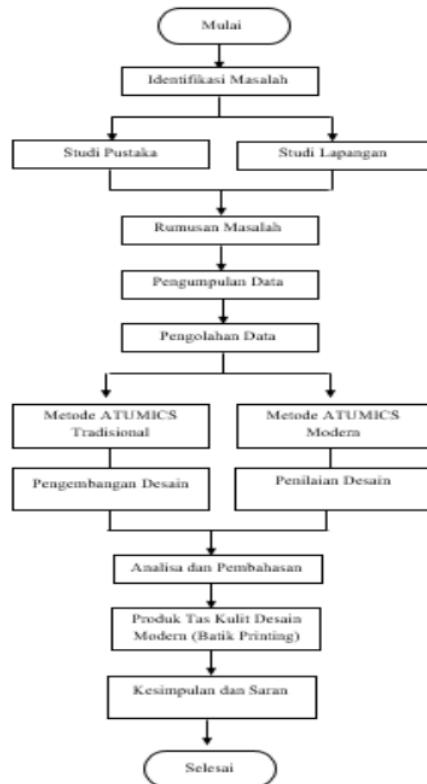 Mulai
Identifikasi Masalah
Studi Pustaka
Studi Lapangan
Rumusan Masalah
Pengumpulan Data
Pengolahan Data
Metode ATUMICS
Tradisional
Metode ATUMICS
Modern
Pengembangan Desain
Penilaian Desain
Analisa dan Pembahasan
Produk Tas Kulit Desain
Modern (Batik Printing)
Kesimpulan dan Saran
Selesai